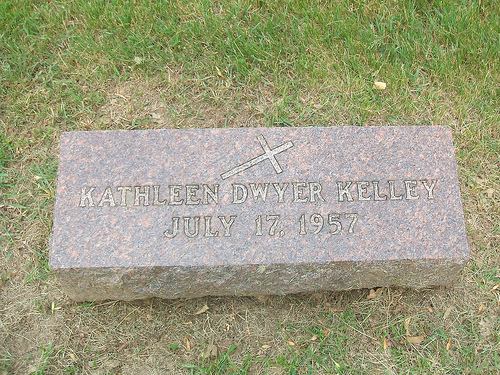 KATHLEEN DWYER KELLEY
JULY 17, 1957